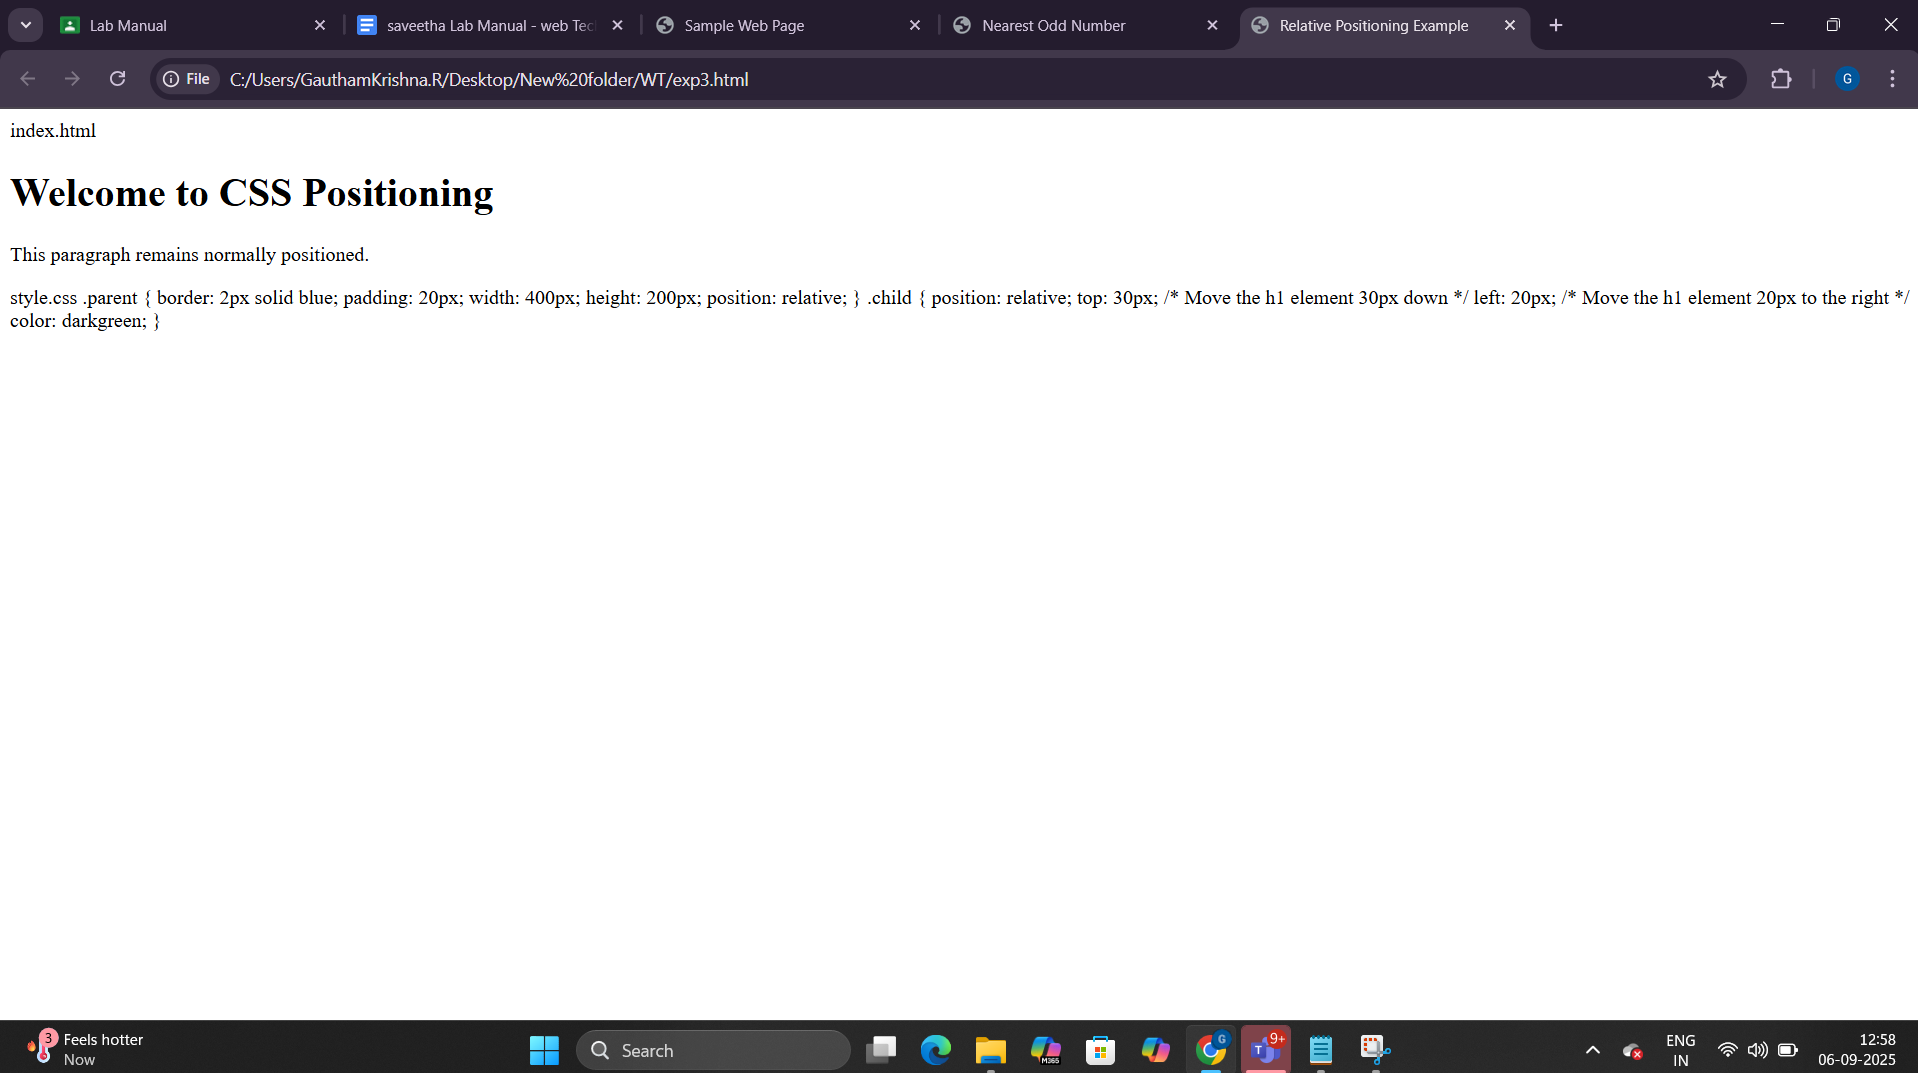 Lab Manual
saveetha Lab Manual - web Tec
Sample Web Page
Nearest Odd Number
Relative Positioning Example
File
C:/Users/GauthamKrishna.R/Desktop/New%20folder/WT/exp3.html
G
index.html
Welcome to CSS Positioning
This paragraph remains normally positioned.
style.css .parent { border: 2px solid blue; padding: 20px; width: 400px; height: 200px; position: relative; } .child { position: relative; top: 30px; /* Move the h1 element 30px down */ left: 20px; /* Move the h1 element 20px to the right */
color: darkgreen; }
3
Feels hotter
Now
Search
M365
G
T
9+
ENG
IN
12:58
06-09-2025